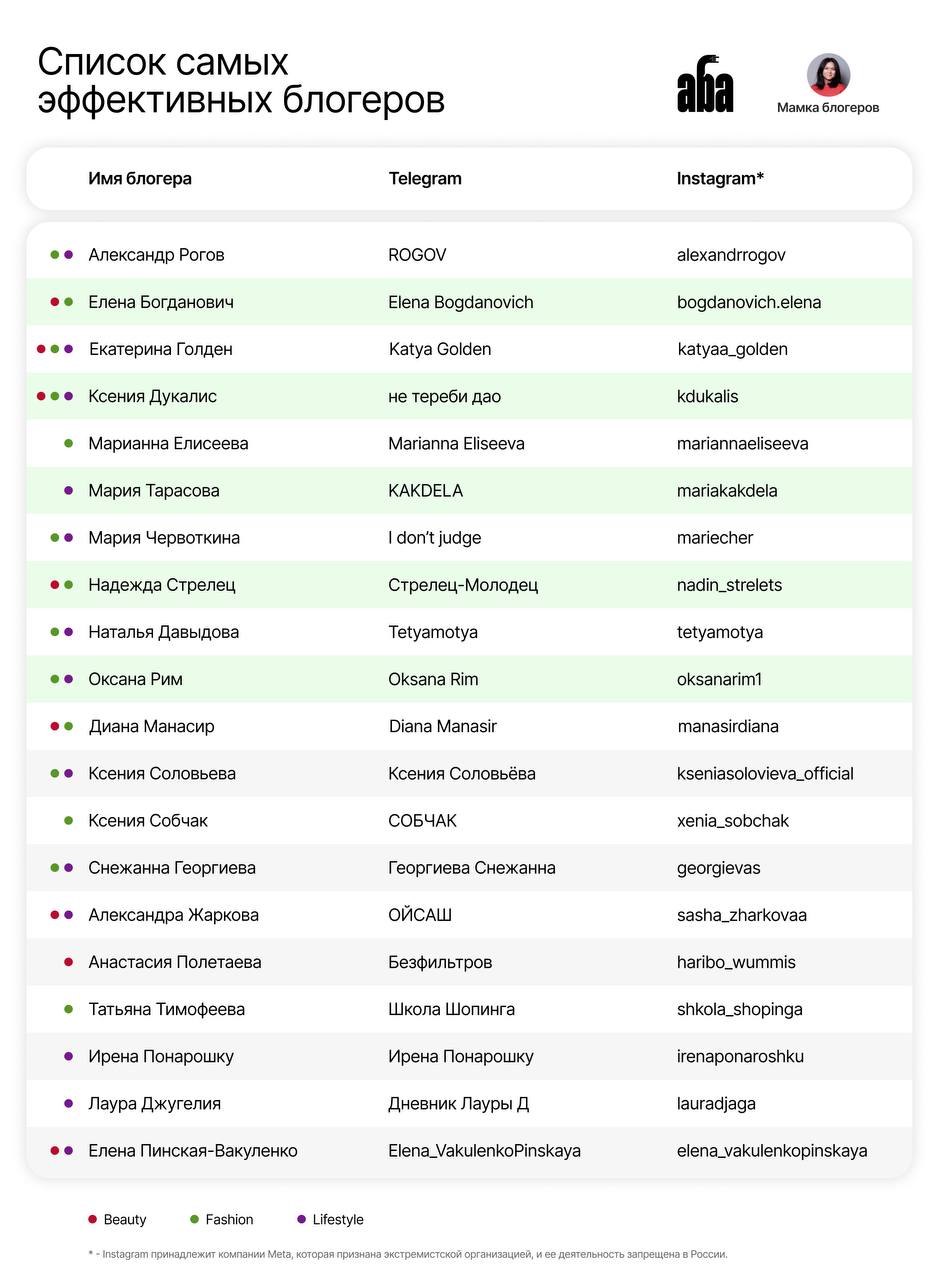 Список самых
эффективных блогеров
аба
Мамка блогеров
Имя блогера Telegram Instagram*
Александр Рогов ROGOV alexandrrogov
Елена Богданович Elena Bogdanovich bogdanovich.elena
Екатерина Голден Katya Golden katyaa_golden
Ксения Дукалис не тереби дао kdukalis
Марианна Елисеева Marianna Eliseeva mariannaeliseeva
Мария Тарасова KAKDELA mariakakdela
Мария Червоткина I don’t judge mariecher
Надежда Стрелец Стрелец-Молодец nadin_strelets
Наталья Давыдова Tetyamotya tetyamotya
Оксана Рим Oksana Rim oksanarim1
Диана Манасир Diana Manasir manasirdiana
Ксения Соловьева Ксения Соловьёва kseniasolovieva_official
Ксения Собчак СОБЧАК xenia_sobchak
Снежанна Георгиева Георгиева Снежанна georgievas
Александра Жаркова ОЙСАШ sasha_zharkovaa
Анастасия Полетаева Безфильтров haribo_wummis
Татьяна Тимофеева Школа Шопинга shkola_shopinga
Ирена Понарошку Ирена Понарошку irenaponaroshku
Лаура Джугелия Дневник Лауры Д lauradjaga
Елена Пинская-Вакуленко Elena_VakulenkoPinskaya elena_vakulenkopinskaya
Beauty Fashion Lifestyle
* - Instagram принадлежит компании Meta, которая признана экстремистской организацией, и ее деятельность запрещена в России.